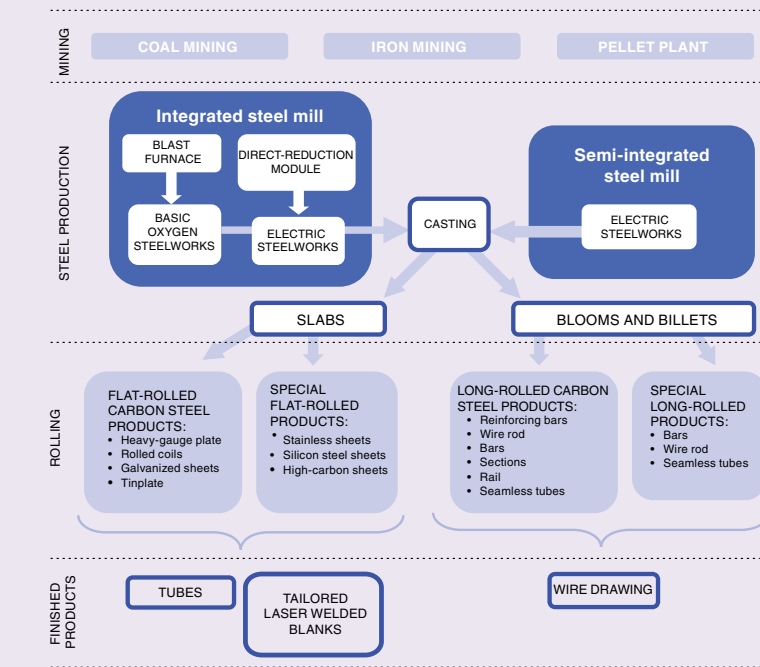 MINING
COAL MINING
IRON MINING
PELLET PLANT
STEEL PRODUCTION
Integrated steel mill
BLAST
FURNACE
DIRECT-REDUCTION
MODULE
BASIC
OXYGEN
STEELWORKS
ELECTRIC
STEELWORKS
CASTING
Semi-integrated
steel mill
ELECTRIC
STEELWORKS
SLABS
BLOOMS AND BILLETS
ROLLING
FLAT-ROLLED
CARBON STEEL
PRODUCTS:
• Heavy-gauge plate
• Rolled coils
• Galvanized sheets
• Tinplate
SPECIAL
FLAT-ROLLED
PRODUCTS:
• Stainless sheets
• Silicon steel sheets
• High-carbon sheets
LONG-ROLLED CARBON
STEEL PRODUCTS:
• Reinforcing bars
• Wire rod
• Bars
• Sections
• Rail
• Seamless tubes
SPECIAL
LONG-ROLLED
PRODUCTS:
• Bars
• Wire rod
• Seamless tubes
FINISHED
PRODUCTS
TUBES
TAILORED
LASER WELDED
BLANKS
WIRE DRAWING